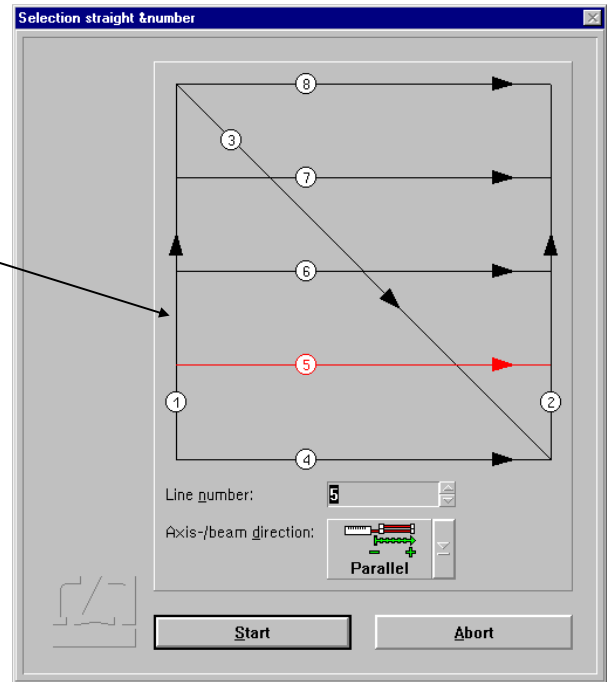 Selection straight &number
8
3
7
6
5
1
2
4
Line number: 5
Axis-/beam direction:
- +
Parallel
Start Abort